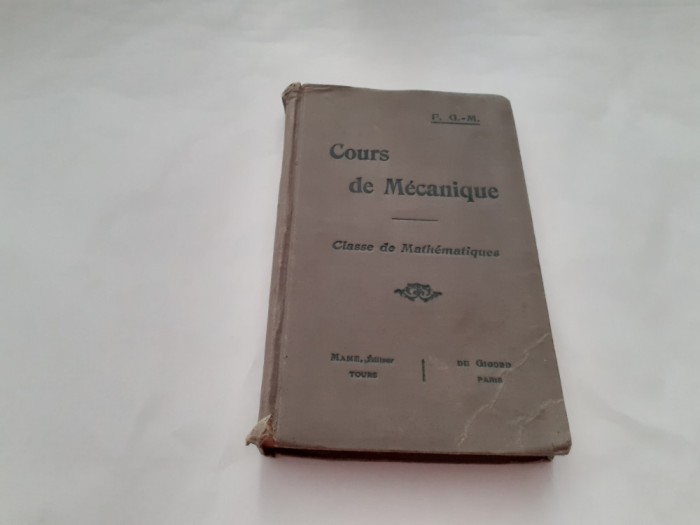 F. G.-M.
Cours
de Mécanique
Classe de Mathématiques
MAME, Éditeur
TOURS
DE GIGORD
PARIS